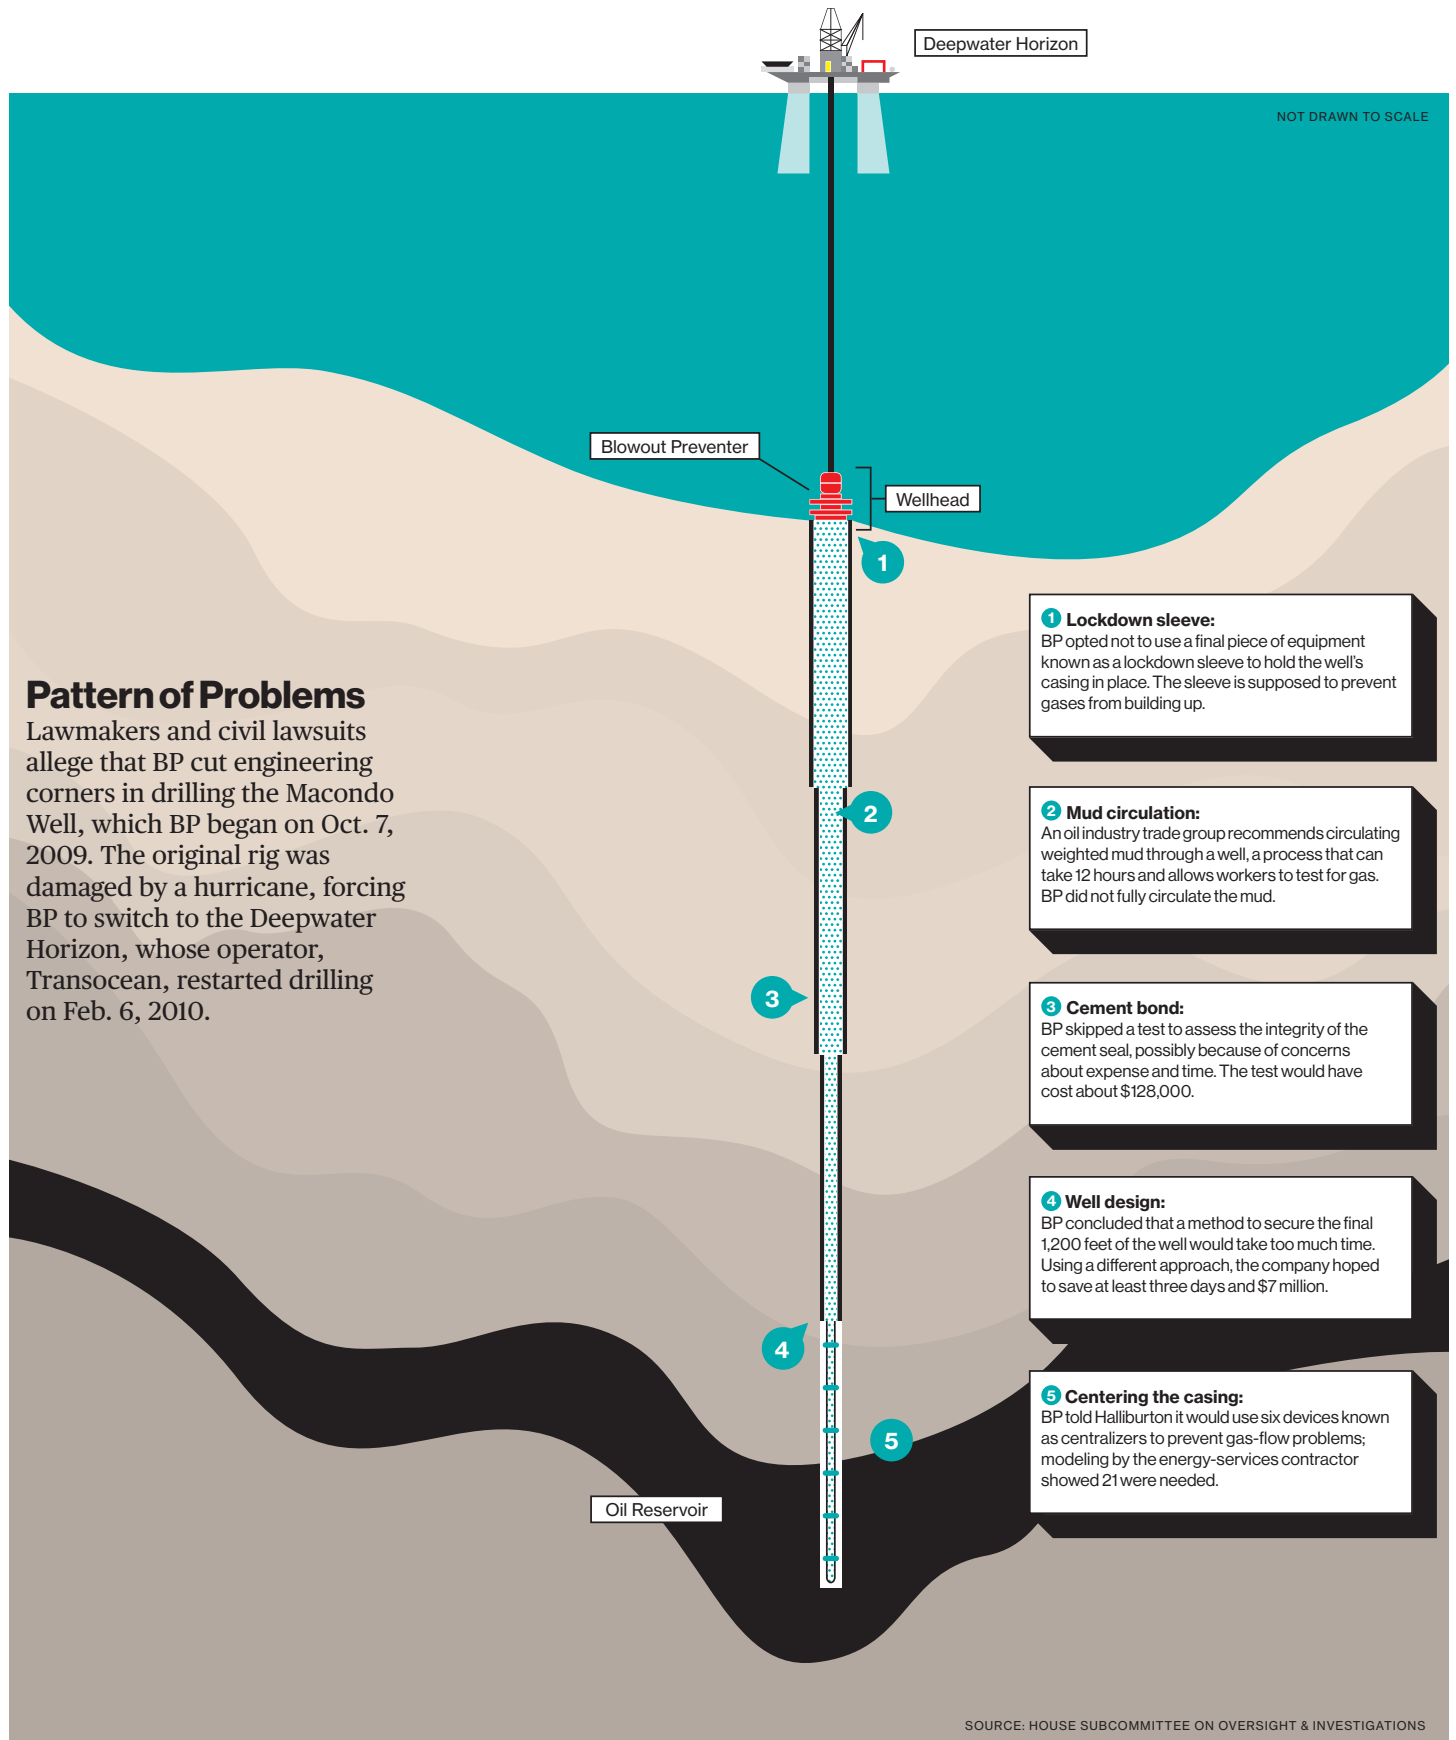 Deepwater Horizon
NOT DRAWN TO SCALE
Blowout Preventer
Wellhead
1
2
3
4
5
Oil Reservoir
Pattern of Problems
Lawmakers and civil lawsuits
allege that BP cut engineering
corners in drilling the Macondo
Well, which BP began on Oct. 7,
2009. The original rig was
damaged by a hurricane, forcing
BP to switch to the Deepwater
Horizon, whose operator,
Transocean, restarted drilling
on Feb. 6, 2010.
1 Lockdown sleeve:
BP opted not to use a final piece of equipment
known as a lockdown sleeve to hold the well's
casing in place. The sleeve is supposed to prevent
gases from building up.
2 Mud circulation:
An oil industry trade group recommends circulating
weighted mud through a well, a process that can
take 12 hours and allows workers to test for gas.
BP did not fully circulate the mud.
3 Cement bond:
BP skipped a test to assess the integrity of the
cement seal, possibly because of concerns
about expense and time. The test would have
cost about $128,000.
4 Well design:
BP concluded that a method to secure the final
1,200 feet of the well would take too much time.
Using a different approach, the company hoped
to save at least three days and $7 million.
5 Centering the casing:
BP told Halliburton it would use six devices known
as centralizers to prevent gas-flow problems;
modeling by the energy-services contractor
showed 21 were needed.
SOURCE: HOUSE SUBCOMMITTEE ON OVERSIGHT & INVESTIGATIONS